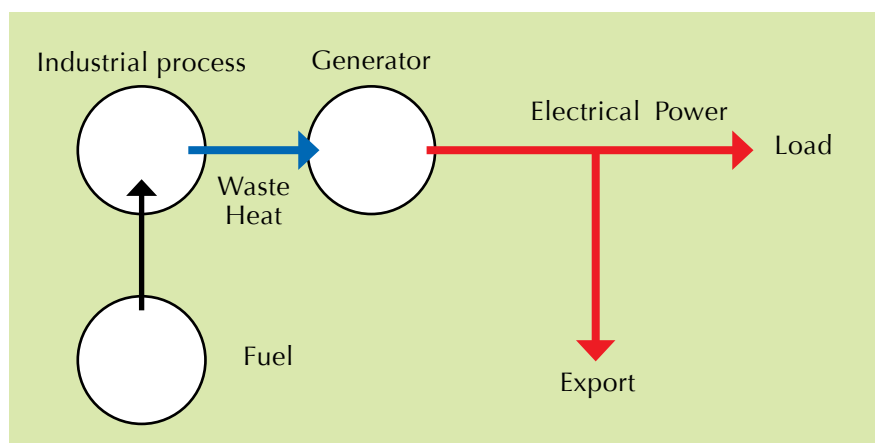 Industrial process
Generator
Electrical Power
Load
Waste
Heat
Fuel
Export